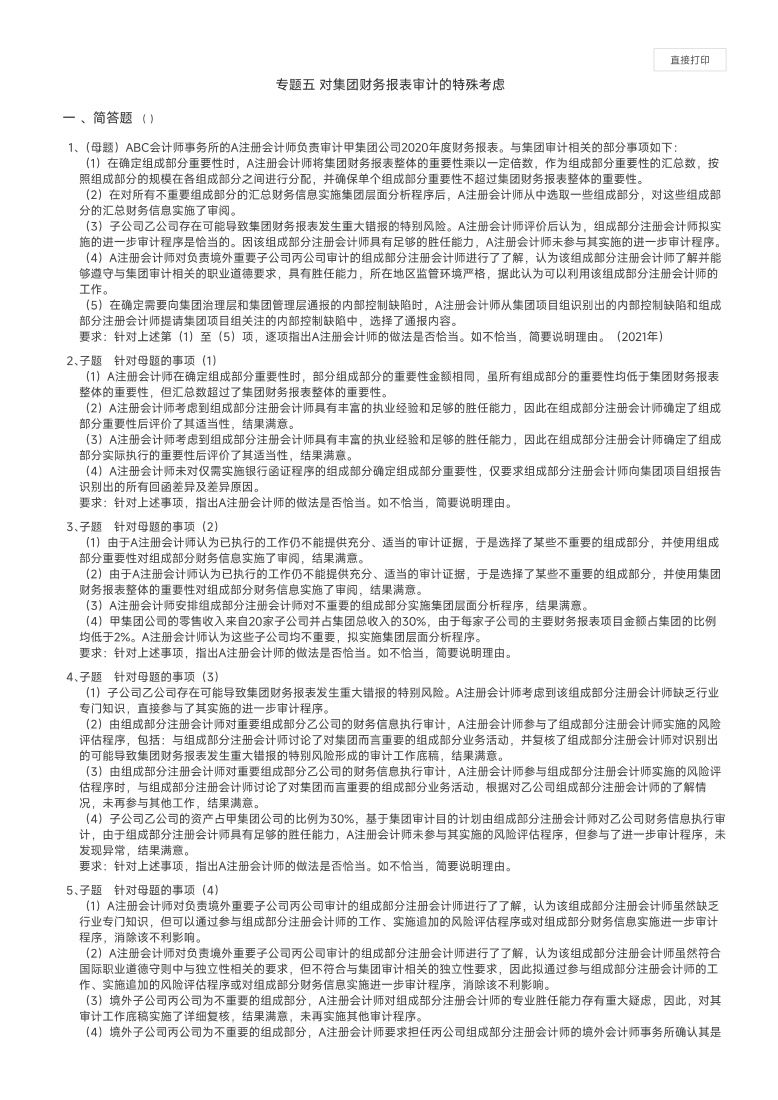 直接打印
专题五 对集团财务报表审计的特殊考虑
一 、简答题 （ ）
1、（母题）ABC会计师事务所的A注册会计师负责审计甲集团公司2020年度财务报表。与集团审计相关的部分事项如下：
（1）在确定组成部分重要性时，A注册会计师将集团财务报表整体的重要性乘以一定倍数，作为组成部分重要性的汇总数，按
照组成部分的规模在各组成部分之间进行分配，并确保单个组成部分重要性不超过集团财务报表整体的重要性。
（2）在对所有不重要组成部分的汇总财务信息实施集团层面分析程序后，A注册会计师从中选取一些组成部分，对这些组成部
分的汇总财务信息实施了审阅。
（3）子公司乙公司存在可能导致集团财务报表发生重大错报的特别风险。A注册会计师评价后认为，组成部分注册会计师拟实
施的进一步审计程序是恰当的。因该组成部分注册会计师具有足够的胜任能力，A注册会计师未参与其实施的进一步审计程序。
（4）A注册会计师对负责境外重要子公司丙公司审计的组成部分注册会计师进行了了解，认为该组成部分注册会计师了解并能
够遵守与集团审计相关的职业道德要求，具有胜任能力，所在地区监管环境严格，据此认为可以利用该组成部分注册会计师的
工作。
（5）在确定需要向集团治理层和集团管理层通报的内部控制缺陷时，A注册会计师从集团项目组识别出的内部控制缺陷和组成
部分注册会计师提请集团项目组关注的内部控制缺陷中，选择了通报内容。
要求：针对上述第（1）至（5）项，逐项指出A注册会计师的做法是否恰当。如不恰当，简要说明理由。（2021年）
2、子题 针对母题的事项（1）
（1）A注册会计师在确定组成部分重要性时，部分组成部分的重要性金额相同，虽所有组成部分的重要性均低于集团财务报表
整体的重要性，但汇总数超过了集团财务报表整体的重要性。
（2）A注册会计师考虑到组成部分注册会计师具有丰富的执业经验和足够的胜任能力，因此在组成部分注册会计师确定了组成
部分重要性后评价了其适当性，结果满意。
（3）A注册会计师考虑到组成部分注册会计师具有丰富的执业经验和足够的胜任能力，因此在组成部分注册会计师确定了组成
部分实际执行的重要性后评价了其适当性，结果满意。
（4）A注册会计师未对仅需实施银行函证程序的组成部分确定组成部分重要性，仅要求组成部分注册会计师向集团项目组报告
识别出的所有回函差异及差异原因。
要求：针对上述事项，指出A注册会计师的做法是否恰当。如不恰当，简要说明理由。
3、子题 针对母题的事项（2）
（1）由于A注册会计师认为已执行的工作仍不能提供充分、适当的审计证据，于是选择了某些不重要的组成部分，并使用组成
部分重要性对组成部分财务信息实施了审阅，结果满意。
（2）由于A注册会计师认为已执行的工作仍不能提供充分、适当的审计证据，于是选择了某些不重要的组成部分，并使用集团
财务报表整体的重要性对组成部分财务信息实施了审阅，结果满意。
（3）A注册会计师安排组成部分注册会计师对不重要的组成部分实施集团层面分析程序，结果满意。
（4）甲集团公司的零售收入来自20家子公司并占集团总收入的30%，由于每家子公司的主要财务报表项目金额占集团的比例
均低于2%。A注册会计师认为这些子公司均不重要，拟实施集团层面分析程序。
要求：针对上述事项，指出A注册会计师的做法是否恰当。如不恰当，简要说明理由。
4、子题 针对母题的事项（3）
（1）子公司乙公司存在可能导致集团财务报表发生重大错报的特别风险。A注册会计师考虑到该组成部分注册会计师缺乏行业
专门知识，直接参与了其实施的进一步审计程序。
（2）由组成部分注册会计师对重要组成部分乙公司的财务信息执行审计，A注册会计师参与了组成部分注册会计师实施的风险
评估程序，包括：与组成部分注册会计师讨论了对集团而言重要的组成部分业务活动，并复核了组成部分注册会计师对识别出
的可能导致集团财务报表发生重大错报的特别风险形成的审计工作底稿，结果满意。
（3）由组成部分注册会计师对重要组成部分乙公司的财务信息执行审计，A注册会计师参与组成部分注册会计师实施的风险评
估程序时，与组成部分注册会计师讨论了对集团而言重要的组成部分业务活动，根据对乙公司组成部分注册会计师的了解情
况，未再参与其他工作，结果满意。
（4）子公司乙公司的资产占甲集团公司的比例为30%，基于集团审计目的计划由组成部分注册会计师对乙公司财务信息执行审
计，由于组成部分注册会计师具有足够的胜任能力，A注册会计师未参与其实施的风险评估程序，但参与了进一步审计程序，未
发现异常，结果满意。
要求：针对上述事项，指出A注册会计师的做法是否恰当。如不恰当，简要说明理由。
5、子题 针对母题的事项（4）
（1）A注册会计师对负责境外重要子公司丙公司审计的组成部分注册会计师进行了了解，认为该组成部分注册会计师虽然缺乏
行业专门知识，但可以通过参与组成部分注册会计师的工作、实施追加的风险评估程序或对组成部分财务信息实施进一步审计
程序，消除该不利影响。
（2）A注册会计师对负责境外重要子公司丙公司审计的组成部分注册会计师进行了了解，认为该组成部分注册会计师虽然符合
国际职业道德守则中与独立性相关的要求，但不符合与集团审计相关的独立性要求，因此拟通过参与组成部分注册会计师的工
作、实施追加的风险评估程序或对组成部分财务信息实施进一步审计程序，消除该不利影响。
（3）境外子公司丙公司为不重要的组成部分，A注册会计师对组成部分注册会计师的专业胜任能力存有重大疑虑，因此，对其
审计工作底稿实施了详细复核，结果满意，未再实施其他审计程序。
（4）境外子公司丙公司为不重要的组成部分，A注册会计师要求担任丙公司组成部分注册会计师的境外会计师事务所确认其是